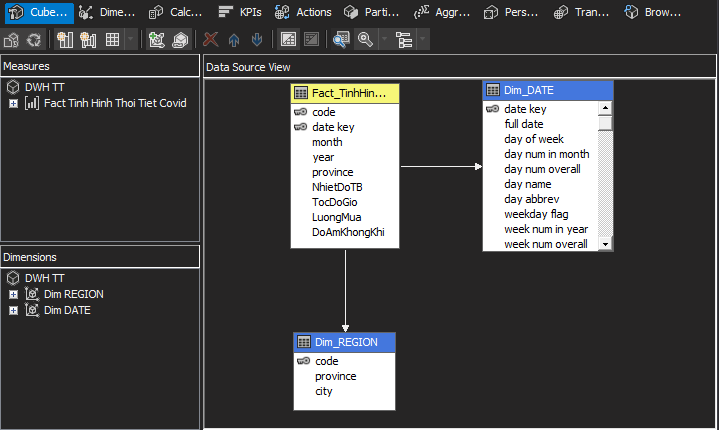 Cube... Dime... Calc... KPIs Actions Parti... Aggr... Pers... Tran... Brow...
Measures
DWH TT
Fact Tinh Hinh Thoi Tiet Covid
Dimensions
DWH TT
Dim REGION
Dim DATE
Data Source View
Fact_TinhHin...
code
date key
month
year
province
NhietDoTB
TocDoGio
LuongMua
DoAmKhongKhi
Dim_DATE
date key
full date
day of week
day num in month
day num overall
day name
day abbrev
weekday flag
week num in year
week num overall
Dim_REGION
code
province
city